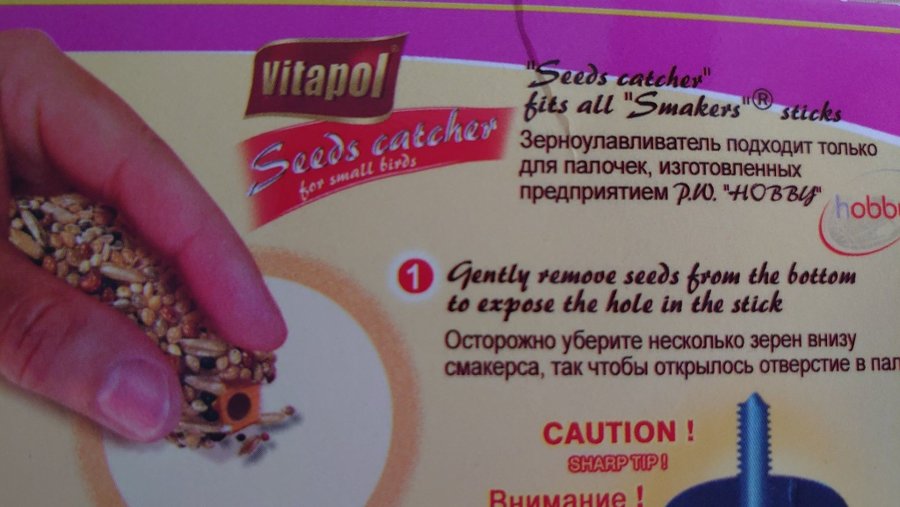 Vitapol®
Seeds catcher
for small birds
"Seeds catcher"
fits all "Smakers"® sticks
Зерноулавливатель подходит только
для палочек, изготовленных
предприятием P.W. "HOBBY"
hobby
1 Gently remove seeds from the bottom
to expose the hole in the stick
Осторожно уберите несколько зерен внизу
смакерса, так чтобы открылось отверстие в пал
CAUTION !
SHARP TIP !
Внимание !